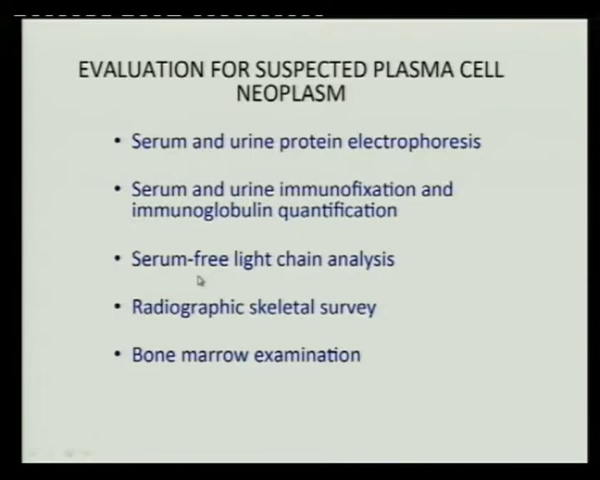 EVALUATION FOR SUSPECTED PLASMA CELL
NEOPLASM
• Serum and urine protein electrophoresis
• Serum and urine immunofixation and
immunoglobulin quantification
• Serum-free light chain analysis
• Radiographic skeletal survey
• Bone marrow examination